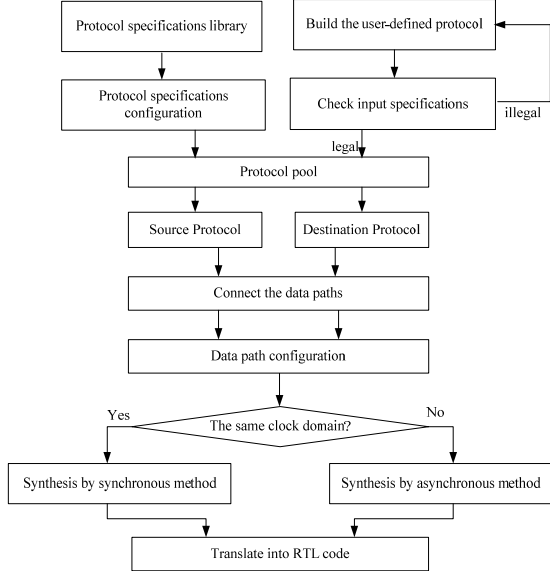 Protocol specifications library
Build the user-defined protocol
Protocol specifications
configuration
Check input specifications
illegal
legal
Protocol pool
Source Protocol
Destination Protocol
Connect the data paths
Data path configuration
Yes
The same clock domain?
No
Synthesis by synchronous method
Synthesis by asynchronous method
Translate into RTL code